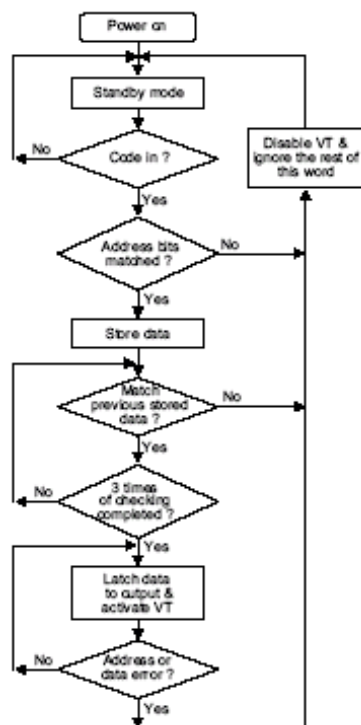 Power on
Standby mode
No
Code in ?
Disable VT &
ignore the rest of
this word
Yes
Address bits
matched ?
No
Yes
Store data
Match
previous stored
data ?
No
Yes
3 times
of checking
completed ?
No
Yes
Latch data
to output &
activate VT
No
Address or
data error ?
Yes